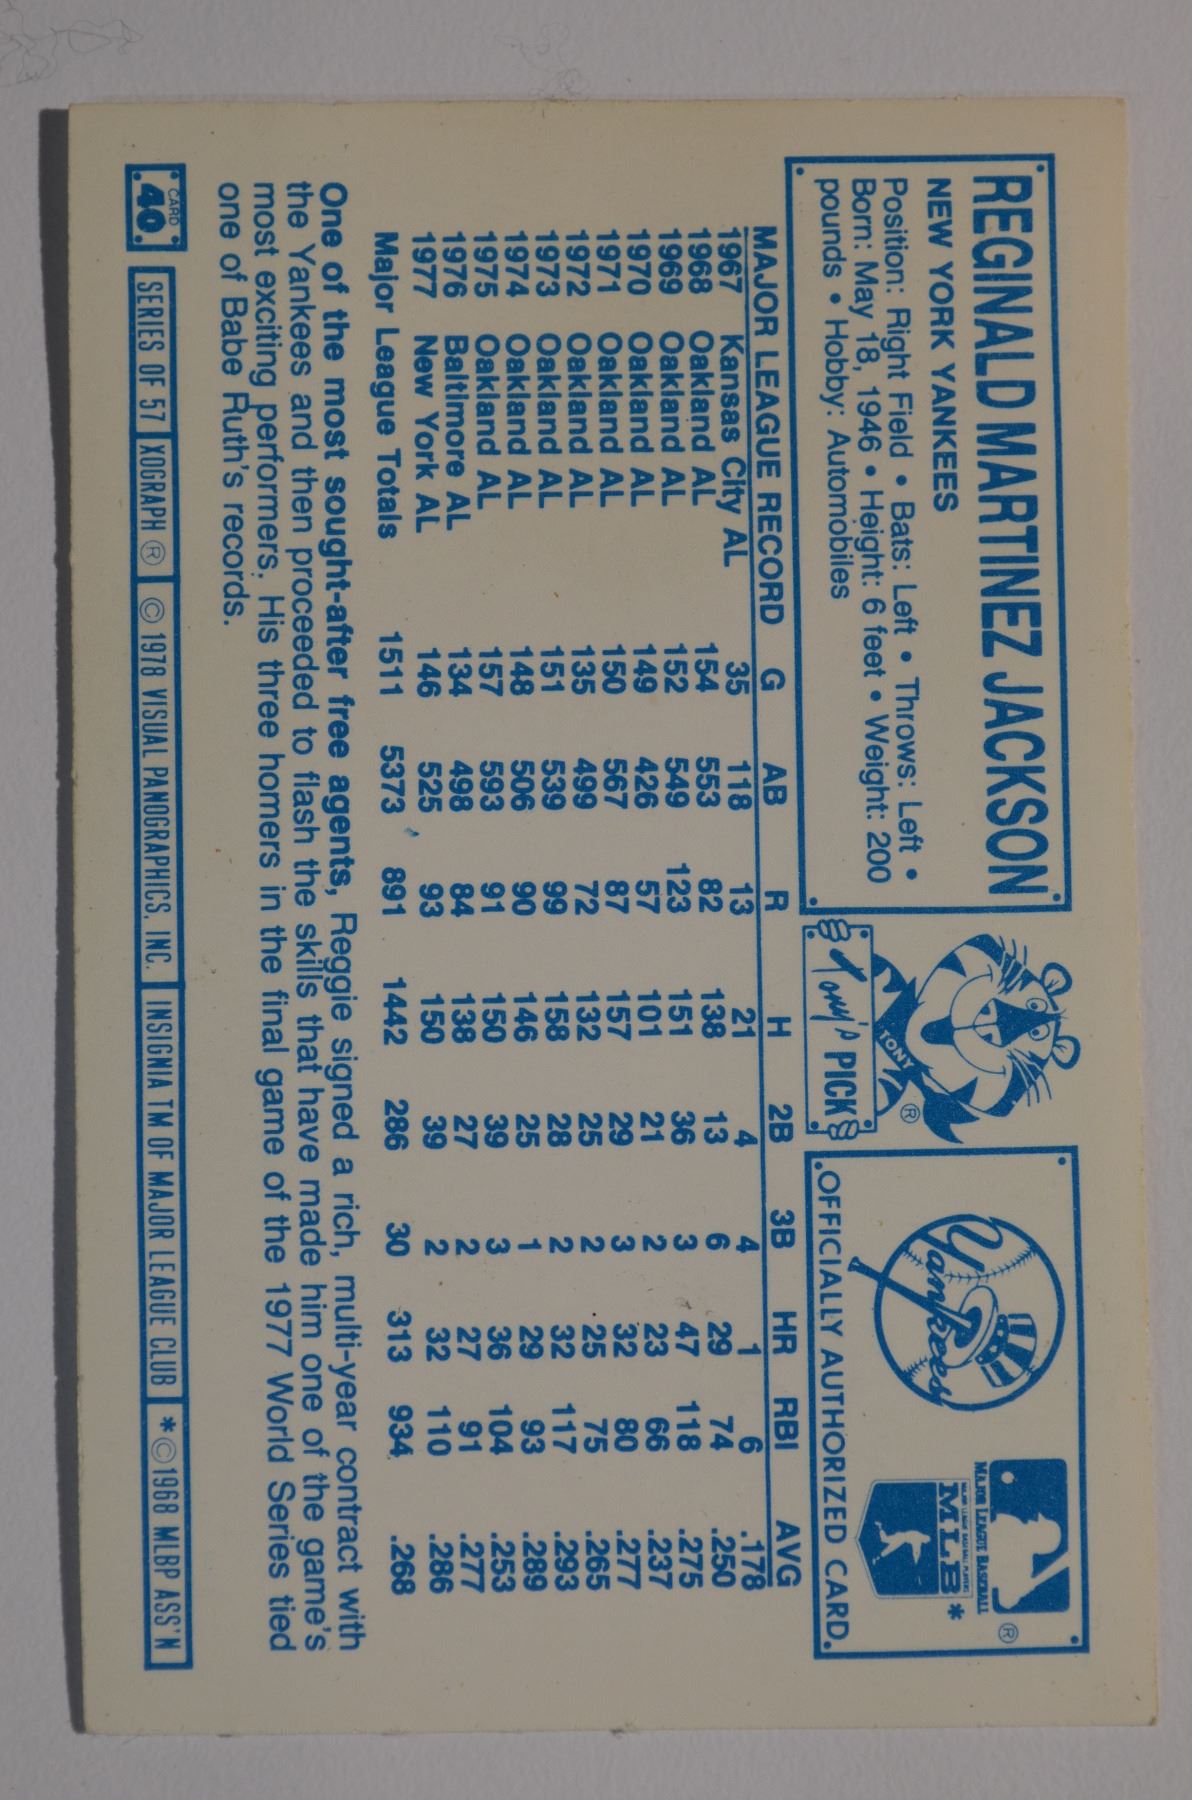 REGINALD MARTINEZ JACKSON
NEW YORK YANKEES
Position: Right Field • Bats: Left • Throws: Left •
Born: May 18, 1946 • Height: 6 feet • Weight: 200
pounds • Hobby: Automobiles
TONY
®
Tony's PICKS
Yankees
MAJOR LEAGUE BASEBALL
®
MLB *
OFFICIALLY AUTHORIZED CARD
MAJOR LEAGUE RECORD G AB R H 2B 3B HR RBI AVG
1967 Kansas City AL 35 118 13 21 4 4 1 6 .178
1968 Oakland AL 154 553 82 138 13 6 29 74 .250
1969 Oakland AL 152 549 123 151 36 3 47 118 .275
1970 Oakland AL 149 426 57 101 21 2 23 66 .237
1971 Oakland AL 150 567 87 157 29 3 32 80 .277
1972 Oakland AL 135 499 72 132 25 2 25 75 .265
1973 Oakland AL 151 539 99 158 28 2 32 117 .293
1974 Oakland AL 148 506 90 146 25 1 29 93 .289
1975 Oakland AL 157 593 91 150 39 3 36 104 .253
1976 Baltimore AL 134 498 84 138 27 2 27 91 .277
1977 New York AL 146 525 93 150 39 2 32 110 .286
Major League Totals 1511 5373 891 1442 286 30 313 934 .268
One of the most sought-after free agents, Reggie signed a rich, multi-year contract with
the Yankees and then proceeded to flash the skills that have made him one of the game's
most exciting performers. His three homers in the final game of the 1977 World Series tied
one of Babe Ruth's records.
CARD
40
SERIES OF 57 XOGRAPH ® © 1978 VISUAL PANOGRAPHICS, INC. INSIGNIA TM OF MAJOR LEAGUE CLUB *©1968 MLBP ASS'N